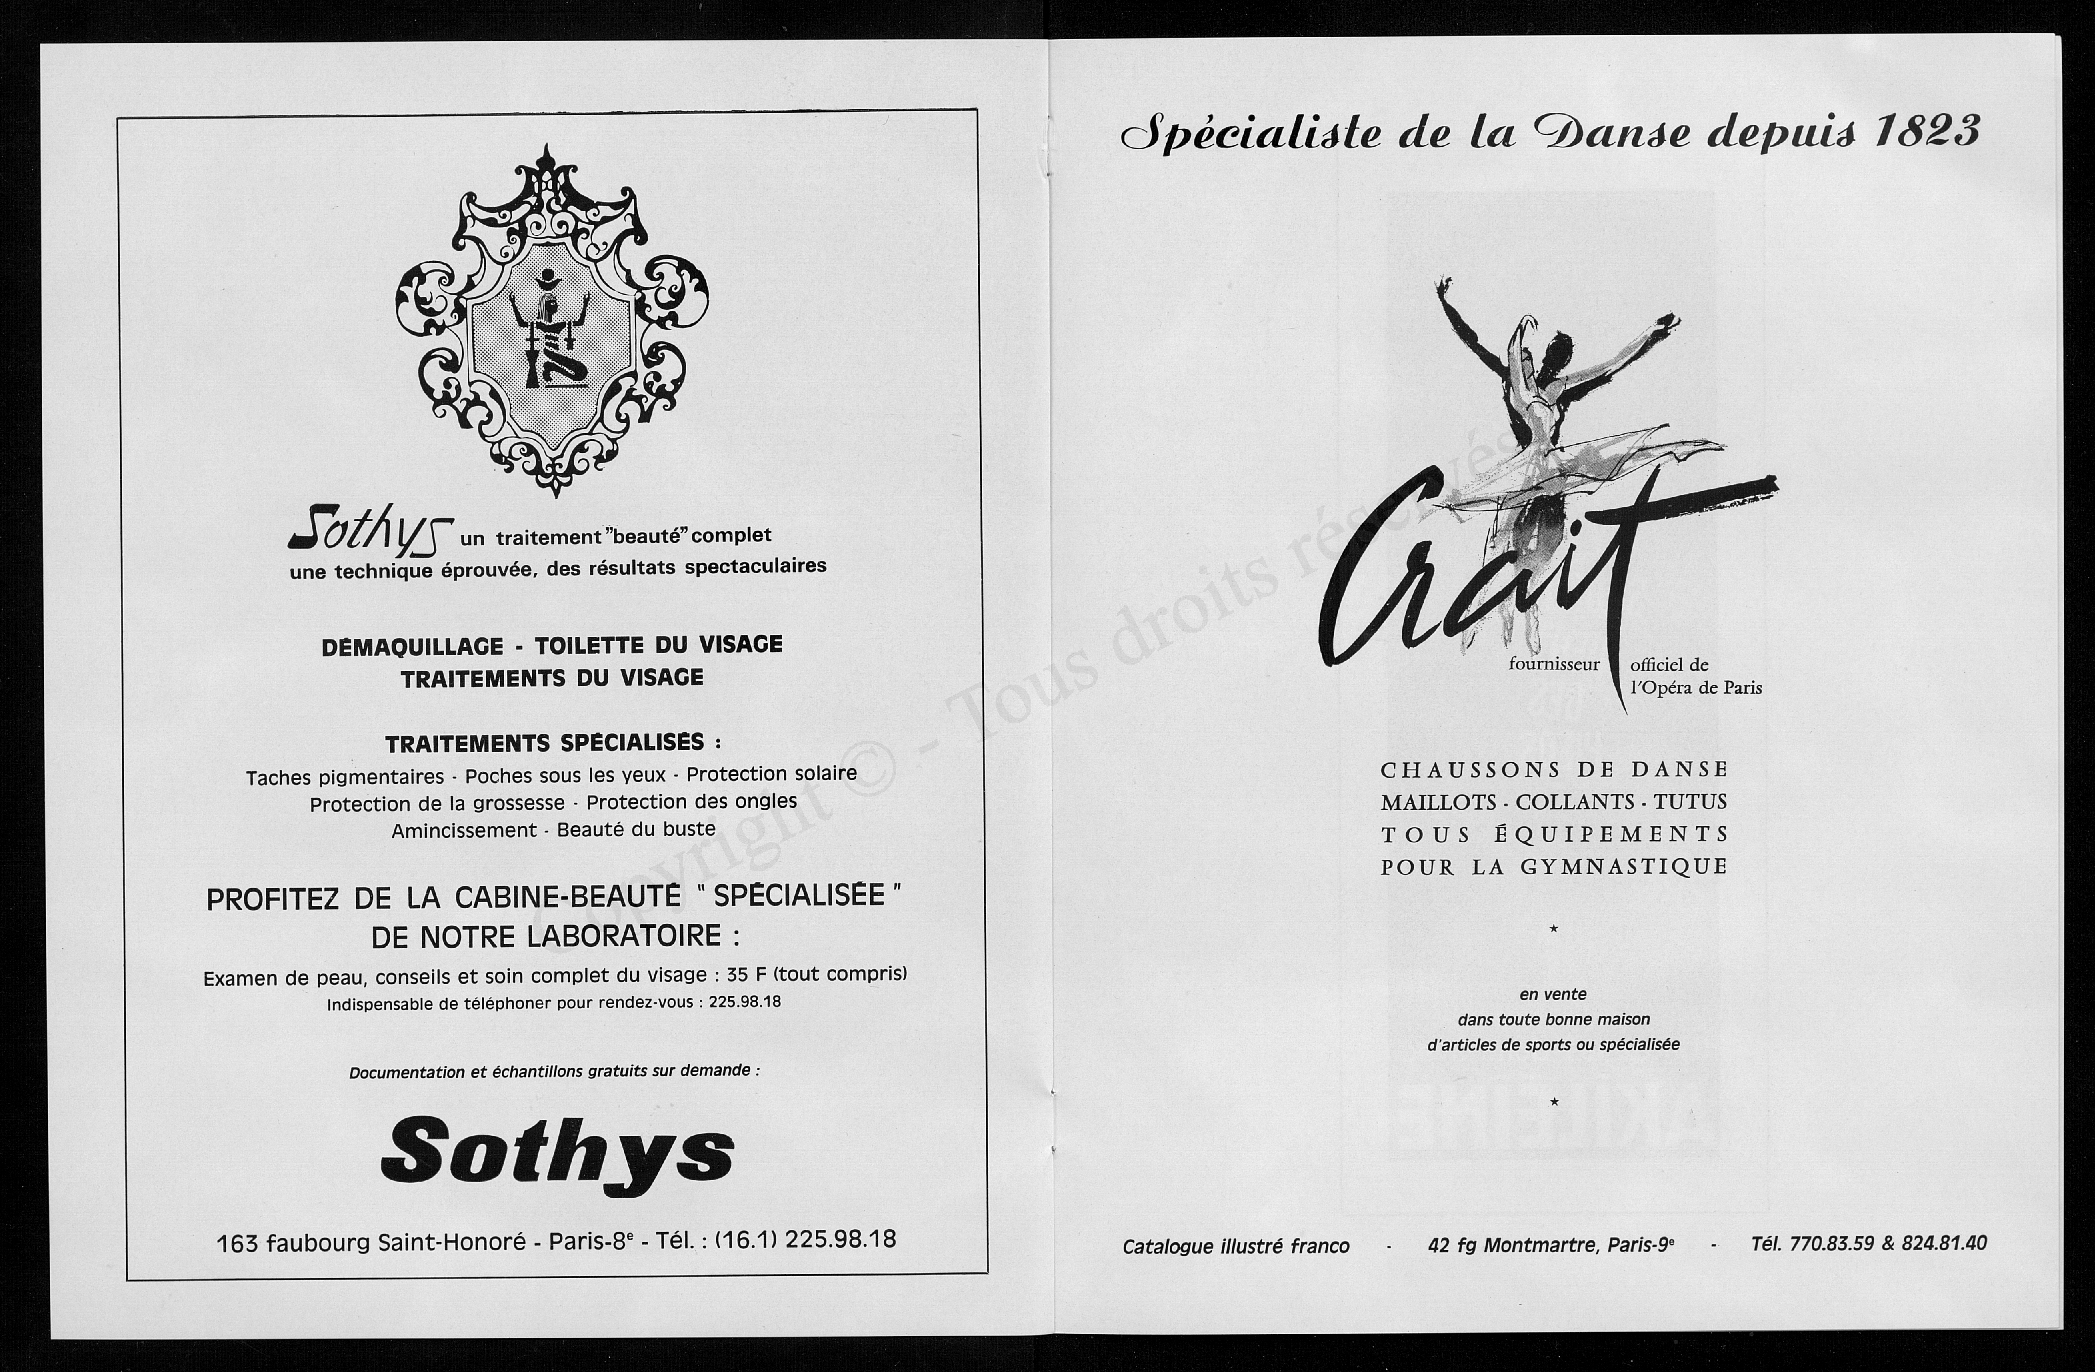 Sothys un traitement "beauté" complet
une technique éprouvée, des résultats spectaculaires
DÉMAQUILLAGE - TOILETTE DU VISAGE
TRAITEMENTS DU VISAGE
TRAITEMENTS SPÉCIALISÉS :
Taches pigmentaires - Poches sous les yeux - Protection solaire
Protection de la grossesse - Protection des ongles
Amincissement - Beauté du buste
PROFITEZ DE LA CABINE-BEAUTÉ " SPÉCIALISÉE "
DE NOTRE LABORATOIRE :
Examen de peau, conseils et soin complet du visage : 35 F (tout compris)
Indispensable de téléphoner pour rendez-vous : 225.98.18
Documentation et échantillons gratuits sur demande :
Sothys
163 faubourg Saint-Honoré - Paris-8e - Tél. : (16.1) 225.98.18
Spécialiste de la Danse depuis 1823
Crait
fournisseur officiel de
l'Opéra de Paris
CHAUSSONS DE DANSE
MAILLOTS - COLLANTS - TUTUS
TOUS ÉQUIPEMENTS
POUR LA GYMNASTIQUE
en vente
dans toute bonne maison
d'articles de sports ou spécialisée
Catalogue illustré franco - 42 fg Montmartre, Paris-9e - Tél. 770.83.59 & 824.81.40
Copyright © - Tous droits réservés